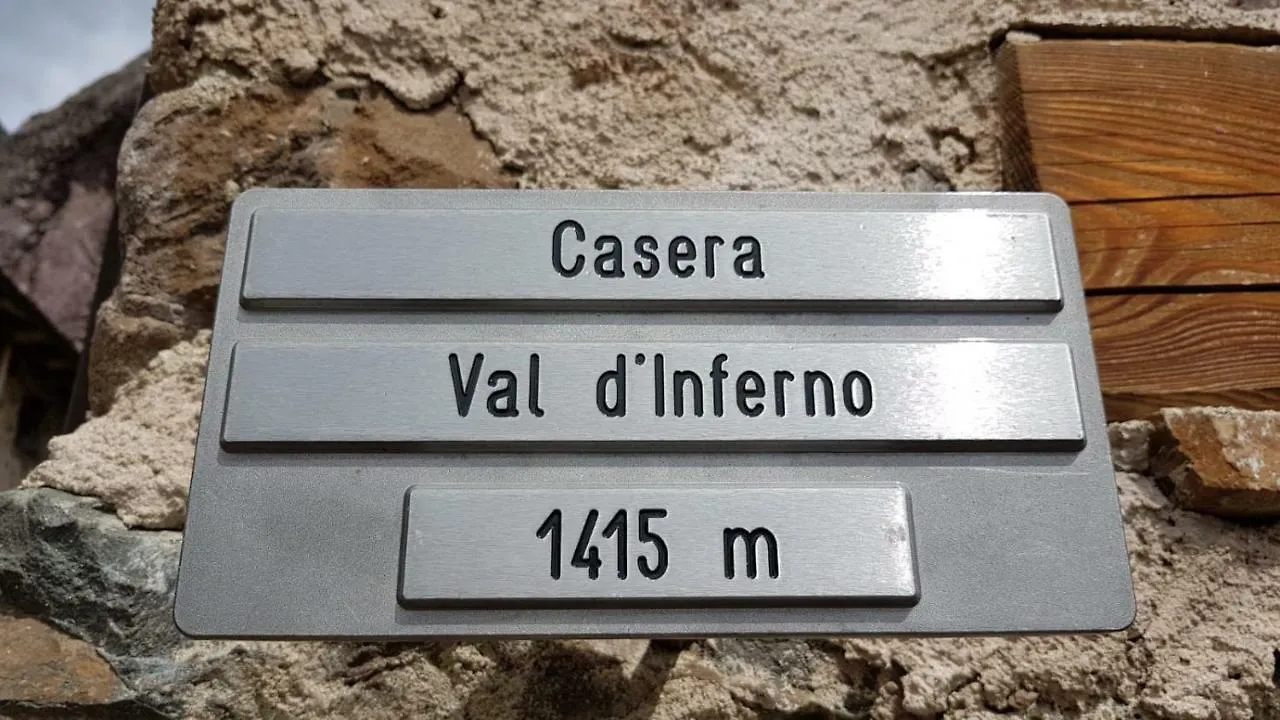 Casera
Val d'Inferno
1415 m